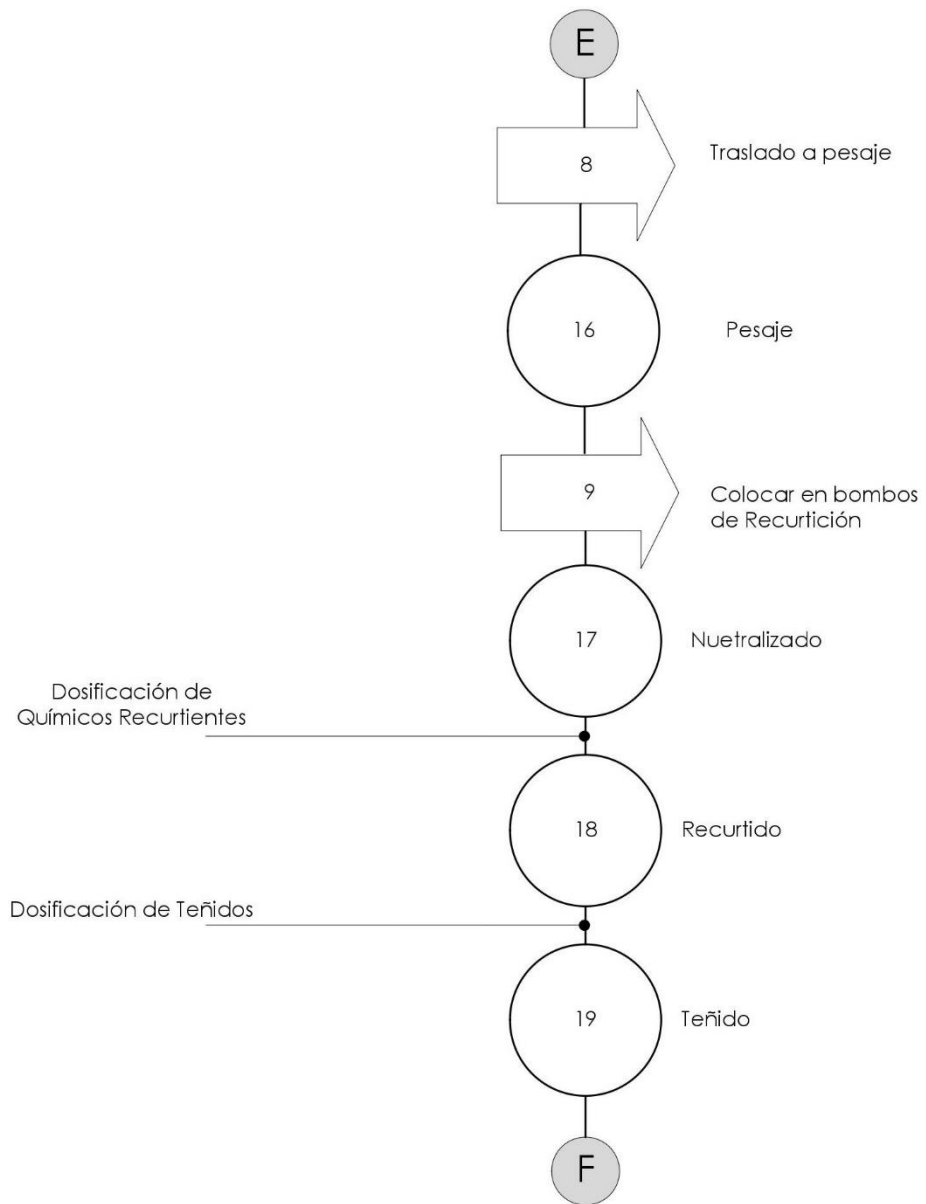 E
8
Traslado a pesaje
16
Pesaje
9
Colocar en bombos
de Recurtición
17
Nuetralizado
Dosificación de
Químicos Recurtientes
18
Recurtido
Dosificación de Teñidos
19
Teñido
F